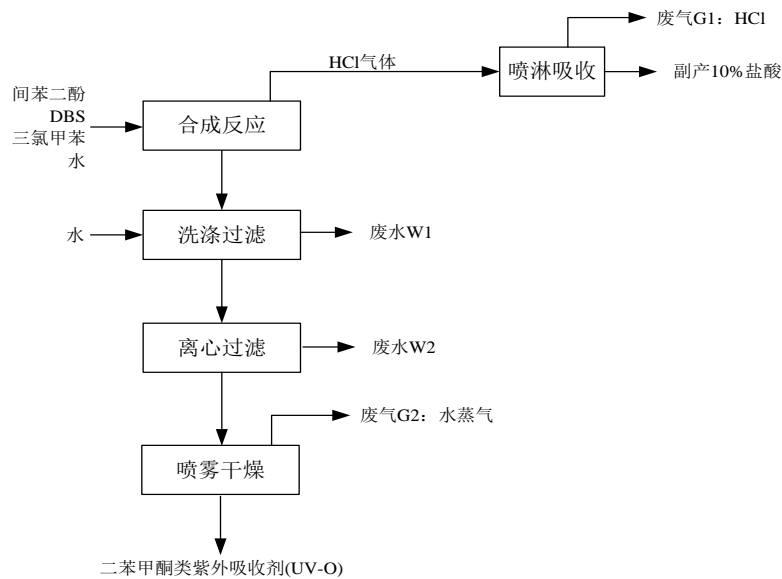 废气G1：HCl
HCl气体
喷淋吸收
副产10%盐酸
间苯二酚
DBS
三氯甲苯
水
合成反应
水
洗涤过滤
废水W1
离心过滤
废水W2
废气G2：水蒸气
喷雾干燥
二苯甲酮类紫外吸收剂(UV-O)